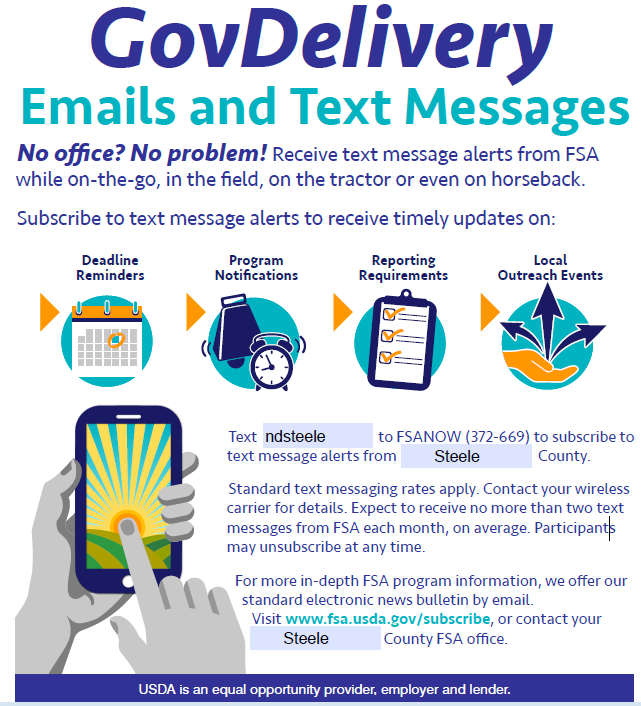 GovDelivery
Emails and Text Messages
No office? No problem! Receive text message alerts from FSA
while on-the-go, in the field, on the tractor or even on horseback.
Subscribe to text message alerts to receive timely updates on:
Deadline
Reminders
Program
Notifications
Reporting
Requirements
Local
Outreach Events
Text ndsteele to FSANOW (372-669) to subscribe to
text message alerts from Steele County.
Standard text messaging rates apply. Contact your wireless
carrier for details. Expect to receive no more than two text
messages from FSA each month, on average. Participants
may unsubscribe at any time.
For more in-depth FSA program information, we offer our
standard electronic news bulletin by email.
Visit www.fsa.usda.gov/subscribe, or contact your
Steele County FSA office.
USDA is an equal opportunity provider, employer and lender.